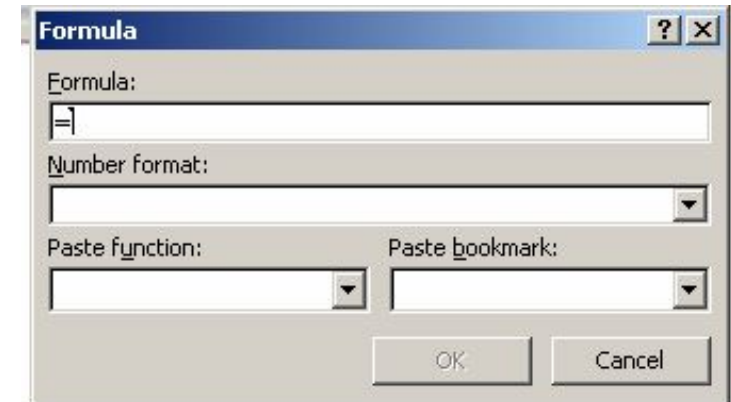 Formula
Formula:
=
Number format:
Paste function: Paste bookmark:
OK Cancel